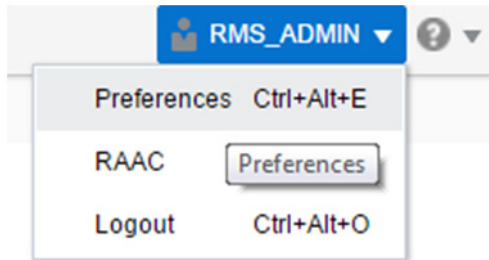 RMS_ADMIN
Preferences Ctrl+Alt+E
RAAC
Preferences
Logout Ctrl+Alt+O